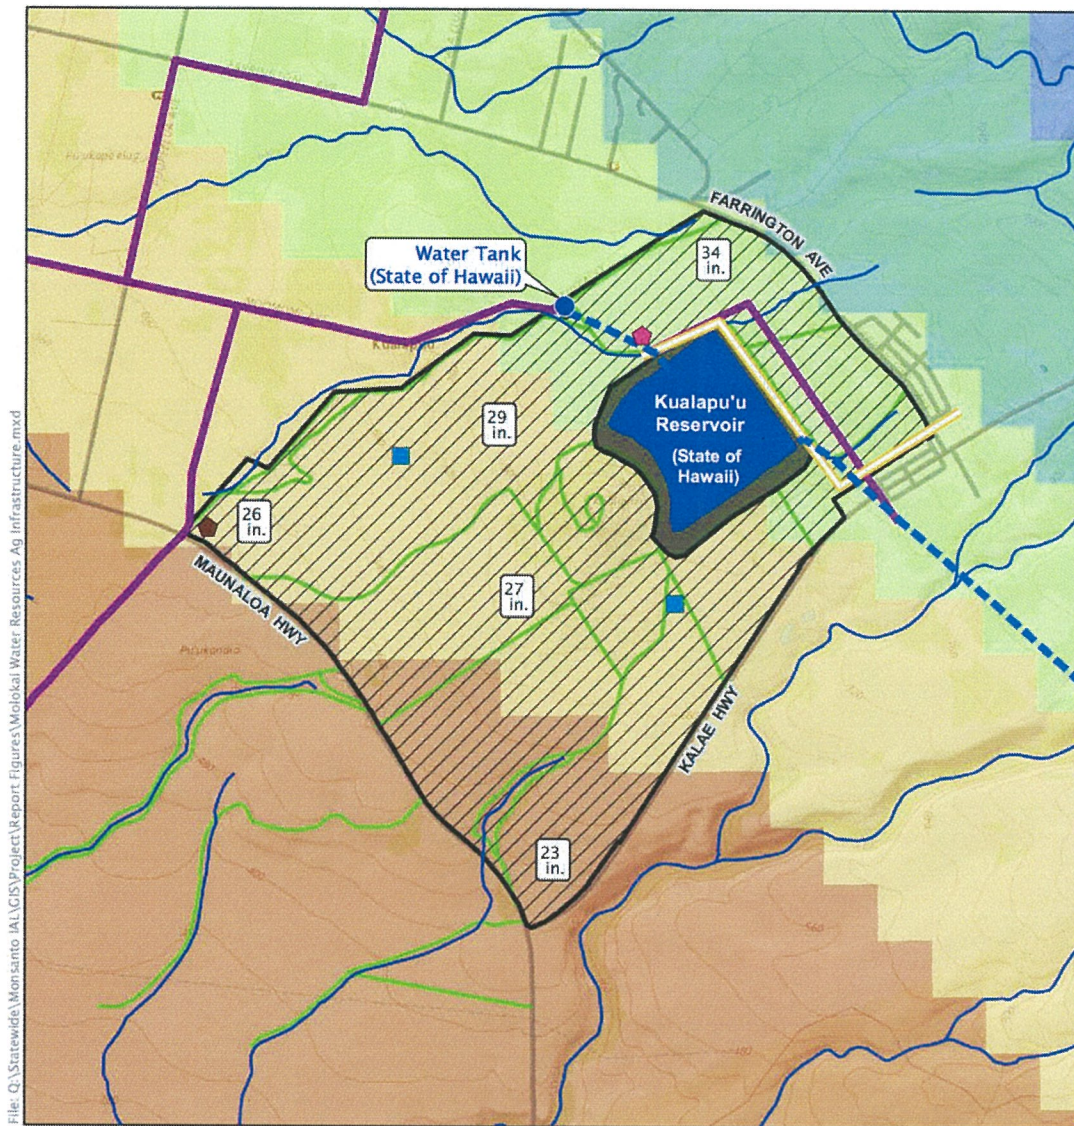 FARRINGTON AVE
34
in.
Water Tank
(State of Hawaii)
Kualapu
Kualapu'u
Reservoir
(State of
Hawaii)
29
in.
26
in.
27
in.
MAUNALOA HWY
KALAE HWY
23
in.
File: Q:\Statewide\Monsanto IAL\GIS\Project\Report Figures\Molokai Water Resources Ag Infrastructure.mxd